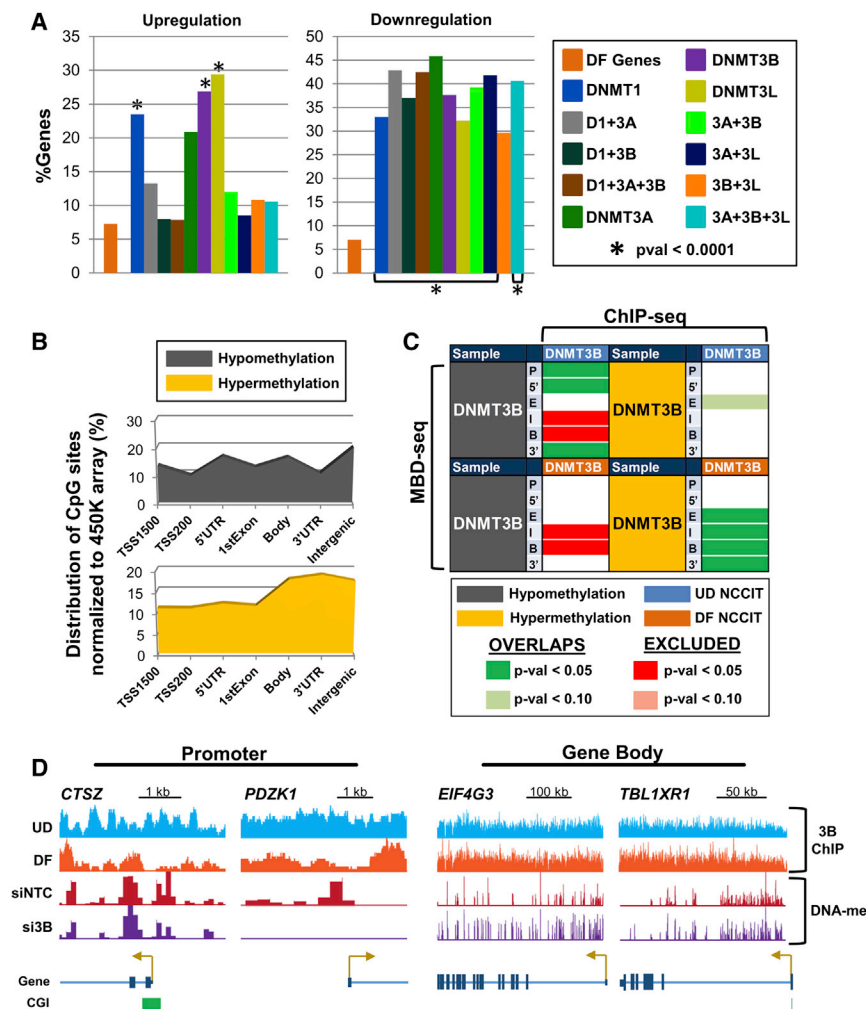 A
Upregulation
Downregulation
%Genes
35
30
25
20
15
10
5
0
*
*
*
50
45
40
35
30
25
20
15
10
5
0
*
*
DF Genes
DNMT1
D1+3A
D1+3B
D1+3A+3B
DNMT3A
DNMT3B
DNMT3L
3A+3B
3A+3L
3B+3L
3A+3B+3L
* pval < 0.0001
B
Hypomethylation
Hypermethylation
Distribution of CpG sites
normalized to 450K array (%)
30
20
10
0
TSS1500
TSS200
5'UTR
1stExon
Body
3'UTR
Intergenic
20
15
10
5
0
TSS1500
TSS200
5'UTR
1stExon
Body
3'UTR
Intergenic
C
ChIP-seq
MBD-seq
Sample DNMT3B Sample DNMT3B
DNMT3B
P
5'
E
I
B
3'
DNMT3B
P
5'
E
I
B
3'
Sample DNMT3B Sample DNMT3B
DNMT3B
P
5'
E
I
B
3'
DNMT3B
P
5'
E
I
B
3'
Hypomethylation UD NCCIT
Hypermethylation DF NCCIT
OVERLAPS EXCLUDED
p-val < 0.05 p-val < 0.05
p-val < 0.10 p-val < 0.10
D
Promoter
Gene Body
CTSZ 1 kb
PDZK1 1 kb
EIF4G3 100 kb
TBL1XR1 50 kb
UD
DF
siNTC
si3B
Gene
CGI
3B
ChIP
DNA-me